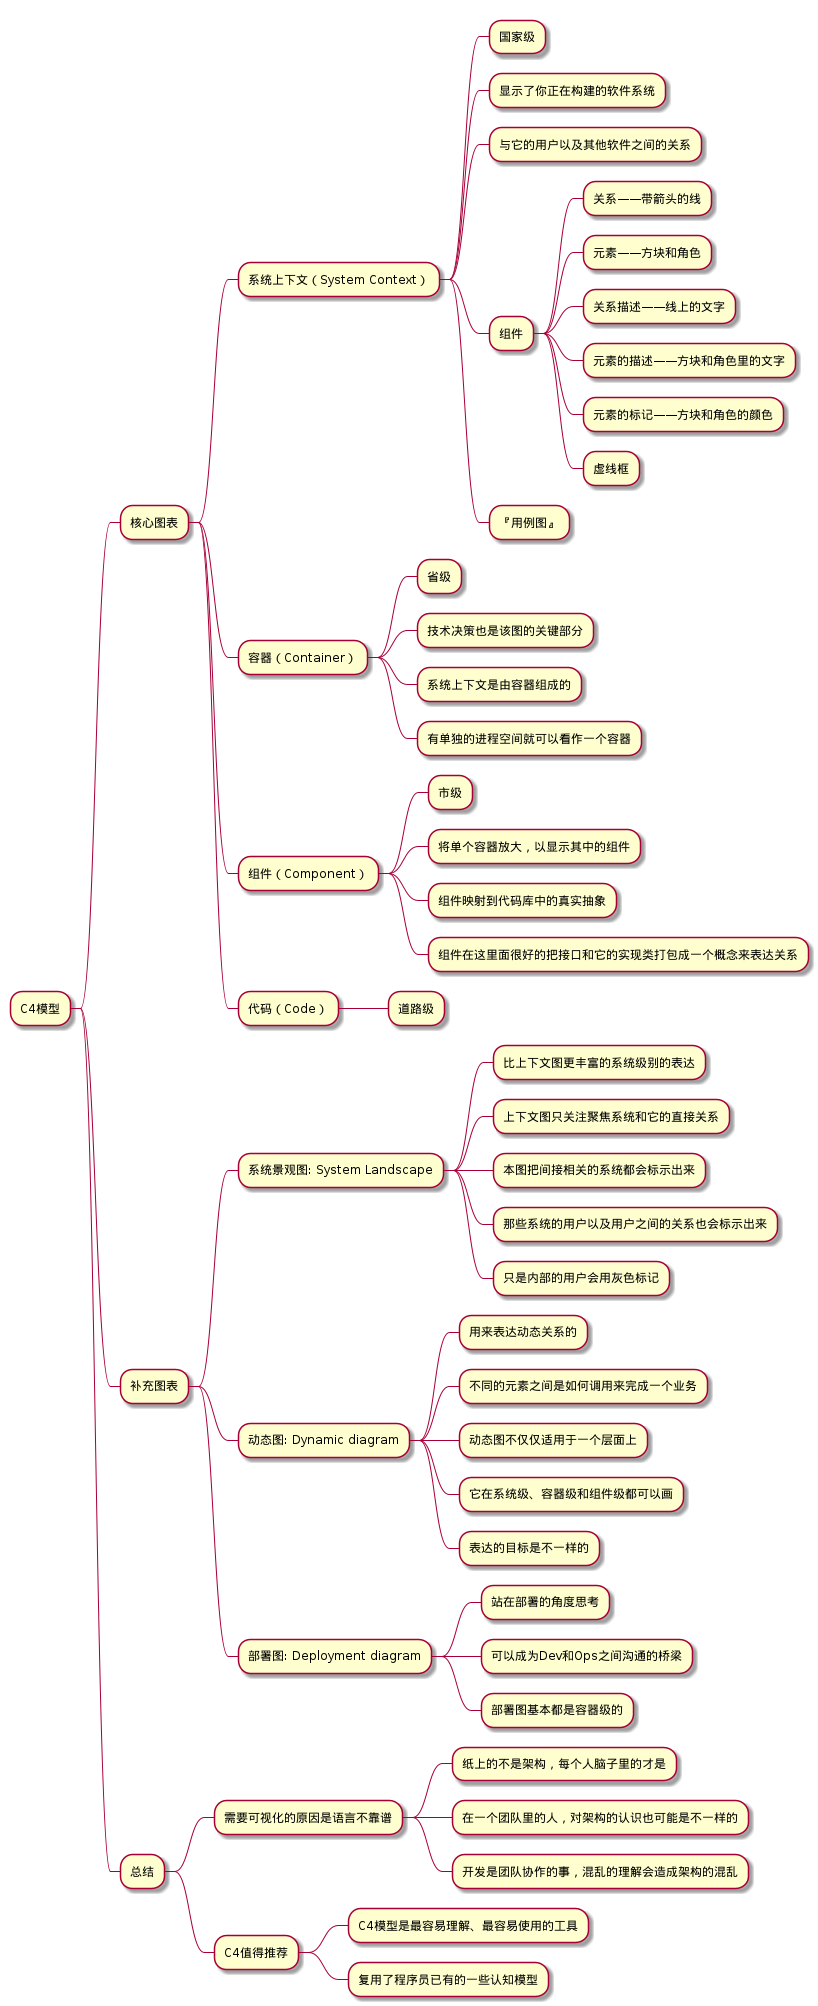 C4模型
核心图表
系统上下文（System Context）
国家级
显示了你正在构建的软件系统
与它的用户以及其他软件之间的关系
组件
关系——带箭头的线
元素——方块和角色
关系描述——线上的文字
元素的描述——方块和角色里的文字
元素的标记——方块和角色的颜色
虚线框
『用例图』
容器（Container）
省级
技术决策也是该图的关键部分
系统上下文是由容器组成的
有单独的进程空间就可以看作一个容器
组件（Component）
市级
将单个容器放大，以显示其中的组件
组件映射到代码库中的真实抽象
组件在这里面很好的把接口和它的实现类打包成一个概念来表达关系
代码（Code）
道路级
补充图表
系统景观图: System Landscape
比上下文图更丰富的系统级别的表达
上下文图只关注聚焦系统和它的直接关系
本图把间接相关的系统都会标示出来
那些系统的用户以及用户之间的关系也会标示出来
只是内部的用户会用灰色标记
动态图: Dynamic diagram
用来表达动态关系的
不同的元素之间是如何调用来完成一个业务
动态图不仅仅适用于一个层面上
它在系统级、容器级和组件级都可以画
表达的目标是不一样的
部署图: Deployment diagram
站在部署的角度思考
可以成为Dev和Ops之间沟通的桥梁
部署图基本都是容器级的
总结
需要可视化的原因是语言不靠谱
纸上的不是架构，每个人脑子里的才是
在一个团队里的人，对架构的认识也可能是不一样的
开发是团队协作的事，混乱的理解会造成架构的混乱
C4值得推荐
C4模型是最容易理解、最容易使用的工具
复用了程序员已有的一些认知模型